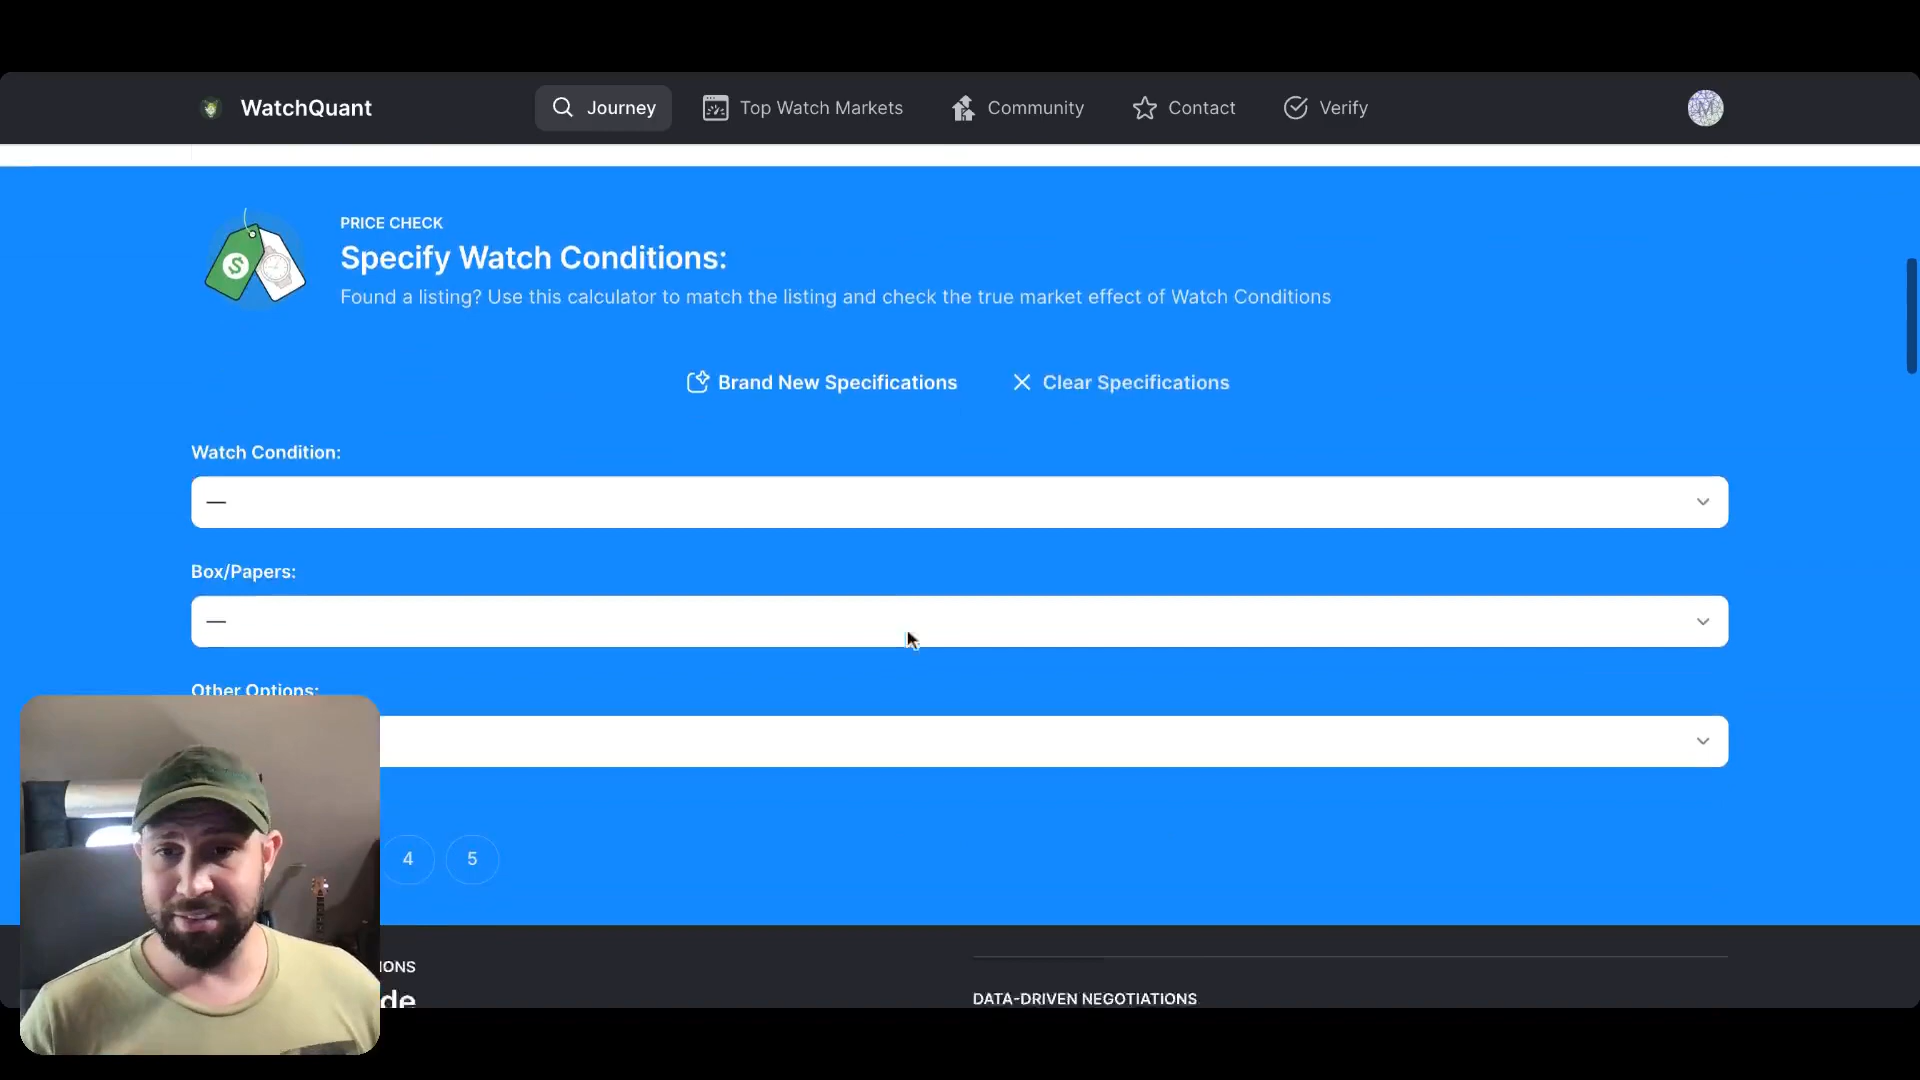 WatchQuant
Journey
Top Watch Markets
Community
Contact
Verify
PRICE CHECK
Specify Watch Conditions:
Found a listing? Use this calculator to match the listing and check the true market effect of Watch Conditions
Brand New Specifications
Clear Specifications
Watch Condition:
—
Box/Papers:
—
Other Options:
4
5
IONS
de
DATA-DRIVEN NEGOTIATIONS